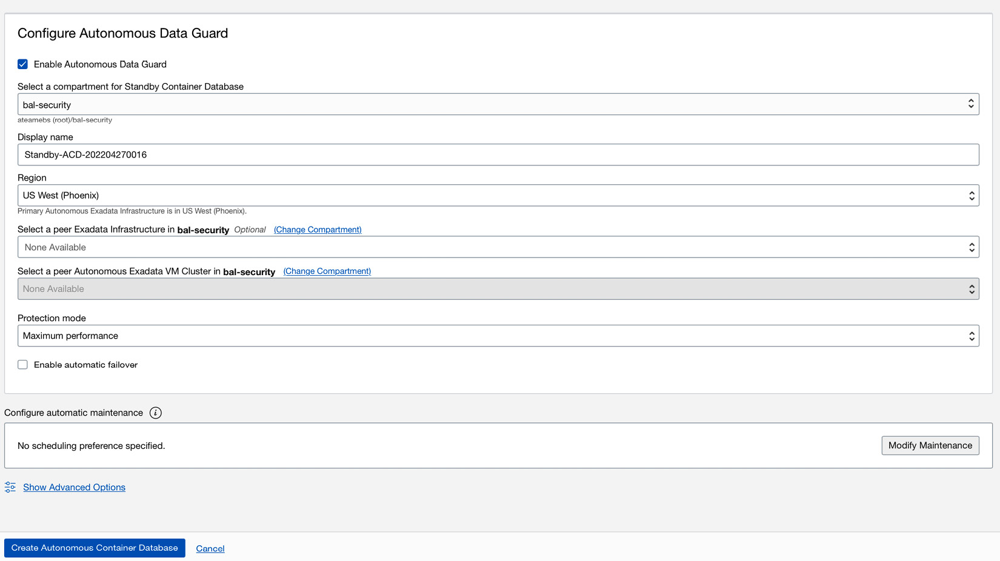 Configure Autonomous Data Guard
Enable Autonomous Data Guard
Select a compartment for Standby Container Database
bal-security
ateamebs (root)/bal-security
Display name
Standby-ACD-202204270016
Region
US West (Phoenix)
Primary Autonomous Exadata Infrastructure is in US West (Phoenix).
Select a peer Exadata Infrastructure in bal-security Optional (Change Compartment)
None Available
Select a peer Autonomous Exadata VM Cluster in bal-security (Change Compartment)
None Available
Protection mode
Maximum performance
Enable automatic failover
Configure automatic maintenance i
No scheduling preference specified. Modify Maintenance
Show Advanced Options
Create Autonomous Container Database Cancel